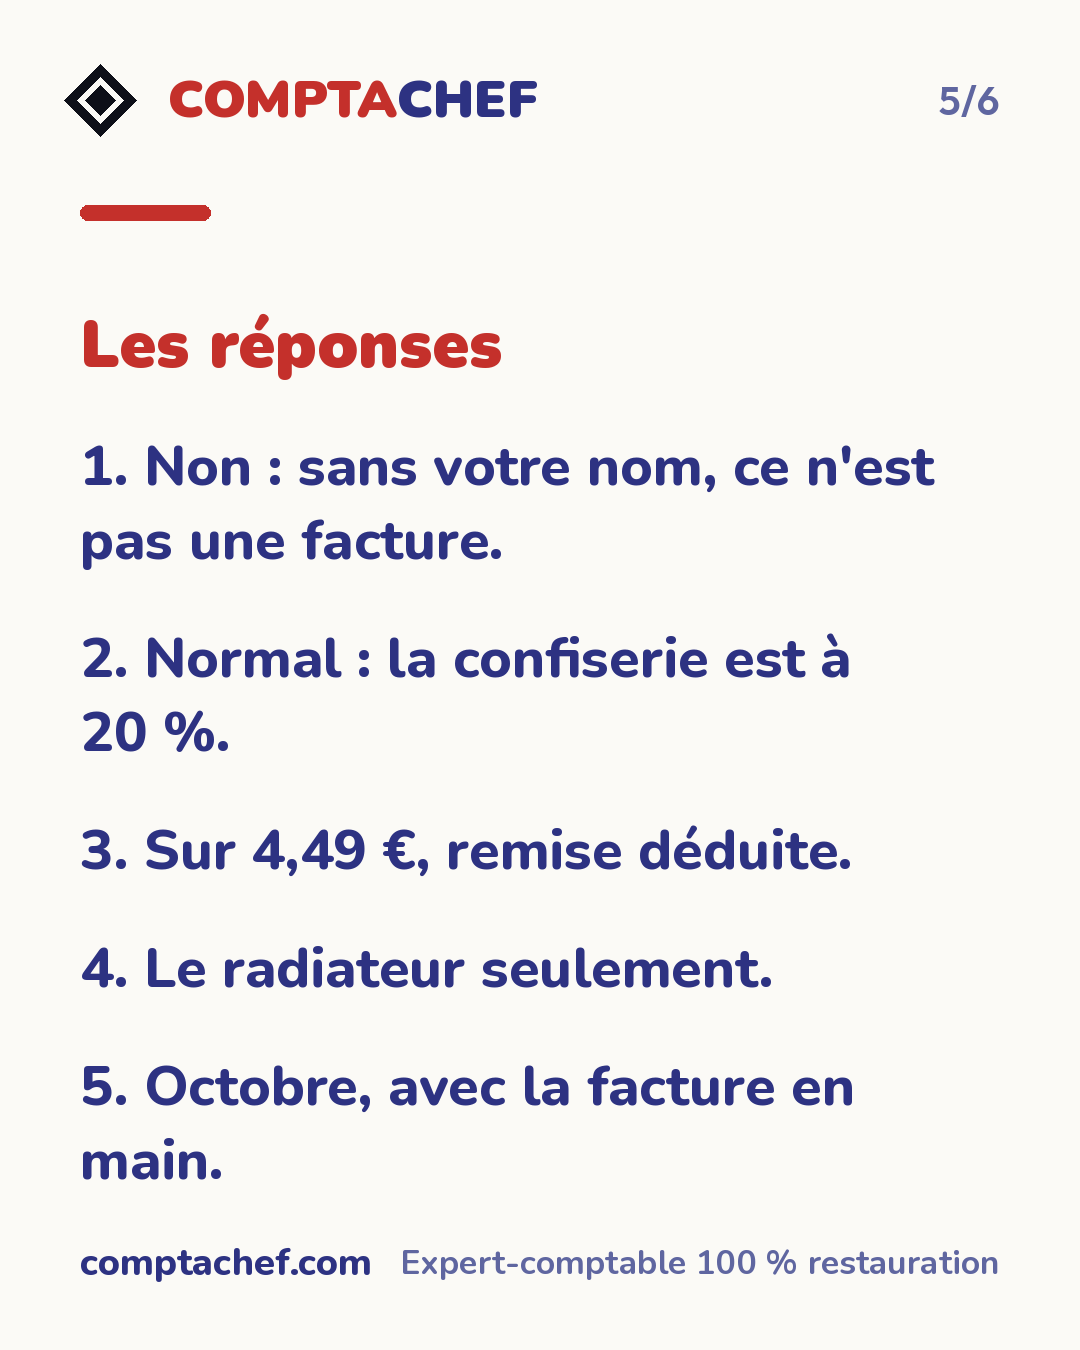 COMPTACHEF
5/6
Les réponses
1. Non : sans votre nom, ce n'est
pas une facture.
2. Normal : la confiserie est à
20 %.
3. Sur 4,49 €, remise déduite.
4. Le radiateur seulement.
5. Octobre, avec la facture en
main.
comptachef.com Expert-comptable 100 % restauration